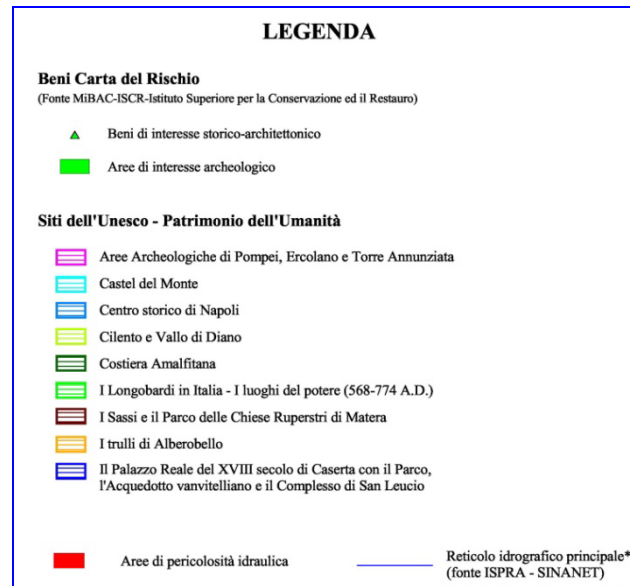 LEGENDA
Beni Carta del Rischio
(Fonte MiBAC-ISCR-Istituto Superiore per la Conservazione ed il Restauro)
Beni di interesse storico-architettonico
Aree di interesse archeologico
Siti dell'Unesco - Patrimonio dell'Umanità
Aree Archeologiche di Pompei, Ercolano e Torre Annunziata
Castel del Monte
Centro storico di Napoli
Cilento e Vallo di Diano
Costiera Amalfitana
I Longobardi in Italia - I luoghi del potere (568-774 A.D.)
I Sassi e il Parco delle Chiese Ruperstri di Matera
I trulli di Alberobello
Il Palazzo Reale del XVIII secolo di Caserta con il Parco,
l'Acquedotto vanvitelliano e il Complesso di San Leucio
Aree di pericolosità idraulica
Reticolo idrografico principale*
(fonte ISPRA - SINANET)